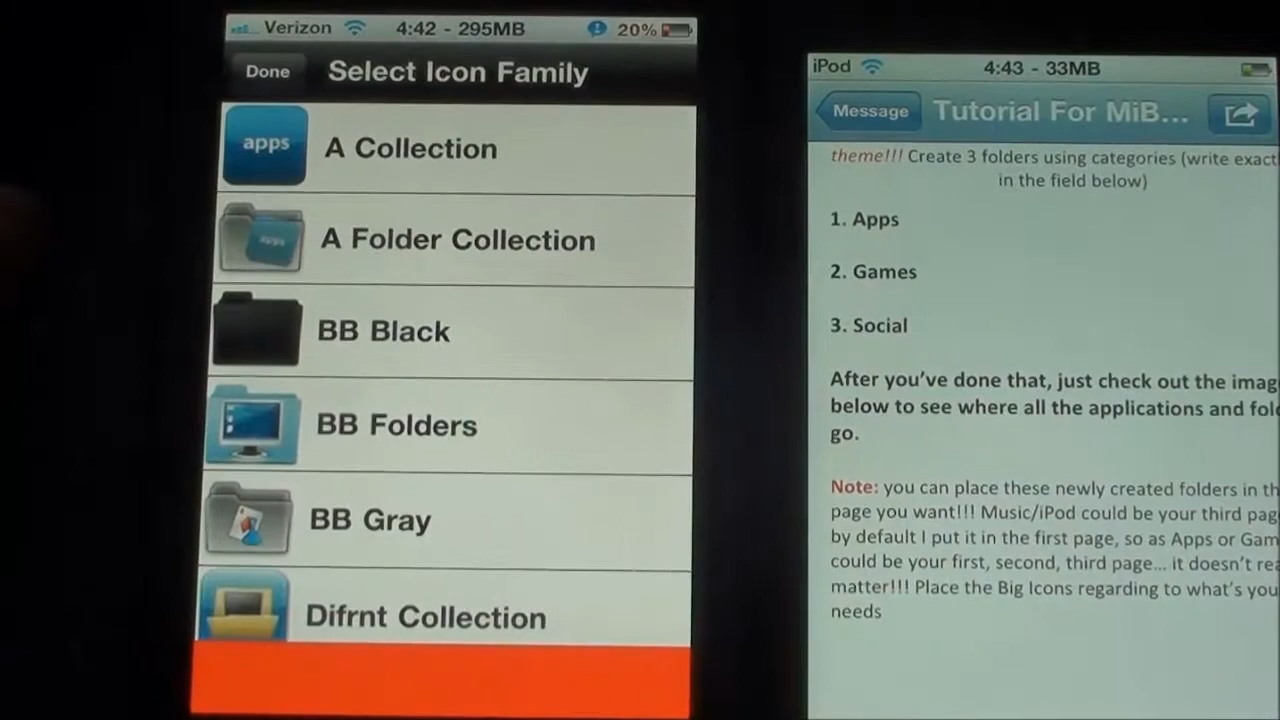 Verizon 4:42 - 295MB 20%
Done Select Icon Family
apps A Collection
apps A Folder Collection
BB Black
BB Folders
BB Gray
Difrnt Collection
iPod 4:43 - 33MB
Message Tutorial For MiB...
theme!!! Create 3 folders using categories (write exact
in the field below)
1. Apps
2. Games
3. Social
After you've done that, just check out the imag
below to see where all the applications and fol
go.
Note: you can place these newly created folders in th
page you want!!! Music/iPod could be your third pag
by default I put it in the first page, so as Apps or Gam
could be your first, second, third page... it doesn't rea
matter!!! Place the Big Icons regarding to what's you
needs